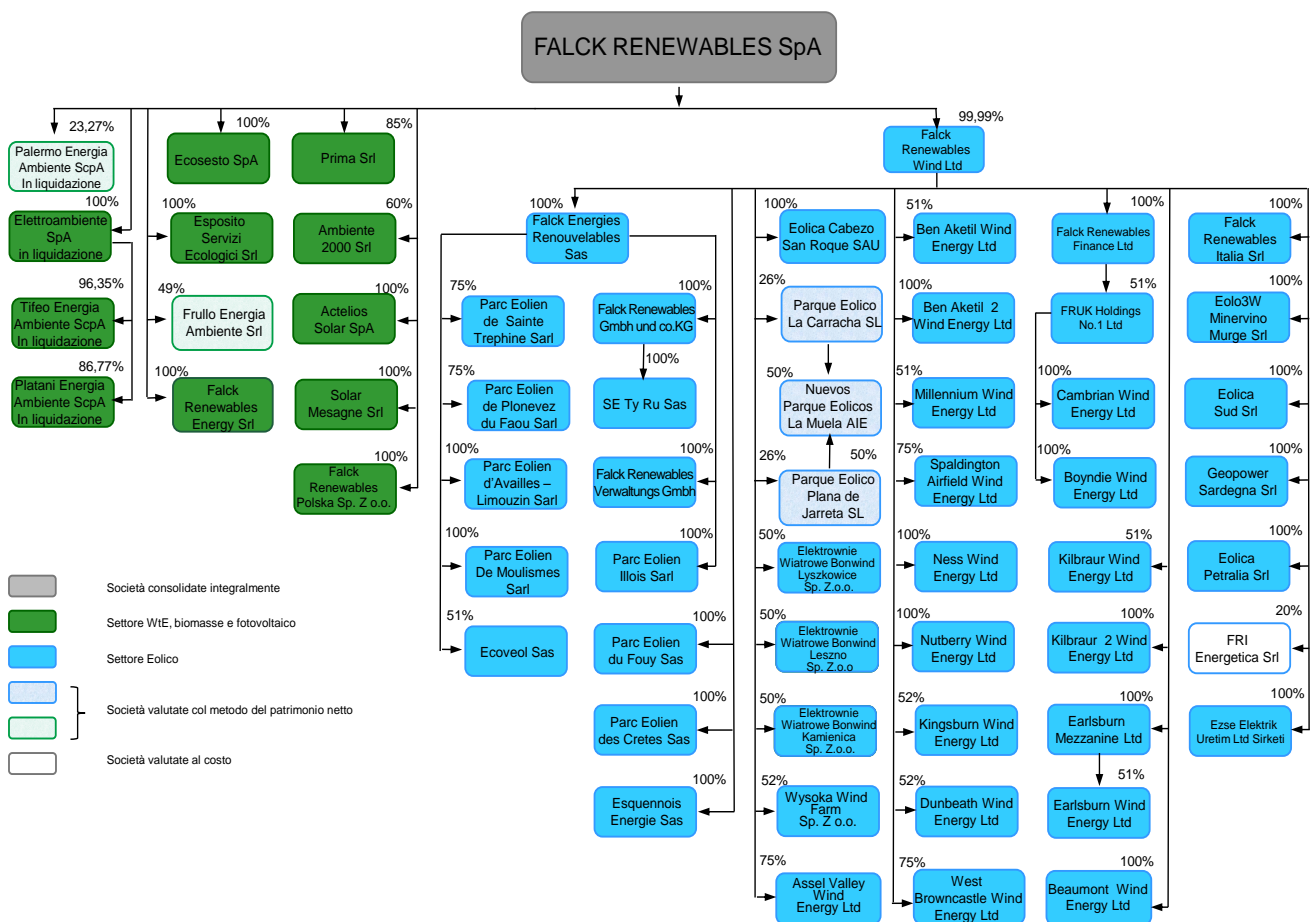 FALCK RENEWABLES SpA
23,27%
Palermo Energia
Ambiente ScpA
In liquidazione
100%
Elettroambiente
SpA
in liquidazione
96,35%
Tifeo Energia
Ambiente ScpA
In liquidazione
86,77%
Platani Energia
Ambiente ScpA
In liquidazione
100%
Ecosesto SpA
100%
Esposito
Servizi
Ecologici Srl
49%
Frullo Energia
Ambiente Srl
100%
Falck
Renewables
Energy Srl
85%
Prima Srl
60%
Ambiente
2000 Srl
100%
Actelios
Solar SpA
100%
Solar
Mesagne Srl
100%
Falck
Renewables
Polska Sp. Z o.o.
99,99%
Falck
Renewables
Wind Ltd
100%
Falck Energies
Renouvelables
Sas
75%
Parc Eolien
de Sainte
Trephine Sarl
75%
Parc Eolien
de Plonevez
du Faou Sarl
100%
Parc Eolien
d'Availles –
Limouzin Sarl
100%
Parc Eolien
De Moulismes
Sarl
51%
Ecoveol Sas
100%
Falck Renewables
Gmbh und co.KG
100%
SE Ty Ru Sas
100%
Falck Renewables
Verwaltungs Gmbh
100%
Parc Eolien
Illois Sarl
100%
Parc Eolien
du Fouy Sas
100%
Parc Eolien
des Cretes Sas
100%
Esquennois
Energie Sas
100%
Eolica Cabezo
San Roque SAU
26%
Parque Eolico
La Carracha SL
50%
Nuevos
Parque Eolicos
La Muela AIE
26%
50%
Parque Eolico
Plana de
Jarreta SL
50%
Elektrownie
Wiatrowe Bonwind
Lyszkowice
Sp. Z.o.o.
50%
Elektrownie
Wiatrowe Bonwind
Leszno
Sp. Z.o.o
50%
Elektrownie
Wiatrowe Bonwind
Kamienica
Sp. Z.o.o.
52%
Wysoka Wind
Farm
Sp. Z o.o.
75%
Assel Valley
Wind
Energy Ltd
51%
Ben Aketil Wind
Energy Ltd
100%
Ben Aketil 2
Wind Energy Ltd
51%
Millennium Wind
Energy Ltd
75%
Spaldington
Airfield Wind
Energy Ltd
100%
Ness Wind
Energy Ltd
100%
Nutberry Wind
Energy Ltd
52%
Kingsburn Wind
Energy Ltd
52%
Dunbeath Wind
Energy Ltd
75%
West
Browncastle Wind
Energy Ltd
100%
Falck Renewables
Finance Ltd
51%
FRUK Holdings
No.1 Ltd
100%
Cambrian Wind
Energy Ltd
100%
Boyndie Wind
Energy Ltd
51%
Kilbraur Wind
Energy Ltd
100%
Kilbraur 2 Wind
Energy Ltd
100%
Earlsburn
Mezzanine Ltd
51%
Earlsburn Wind
Energy Ltd
100%
Beaumont Wind
Energy Ltd
100%
Falck
Renewables
Italia Srl
100%
Eolo3W
Minervino
Murge Srl
100%
Eolica
Sud Srl
100%
Geopower
Sardegna Srl
100%
Eolica
Petralia Srl
20%
FRI
Energetica Srl
100%
Ezse Elektrik
Uretim Ltd Sirketi
Società consolidate integralmente
Settore WtE, biomasse e fotovoltaico
Settore Eolico
Società valutate col metodo del patrimonio netto
Società valutate al costo